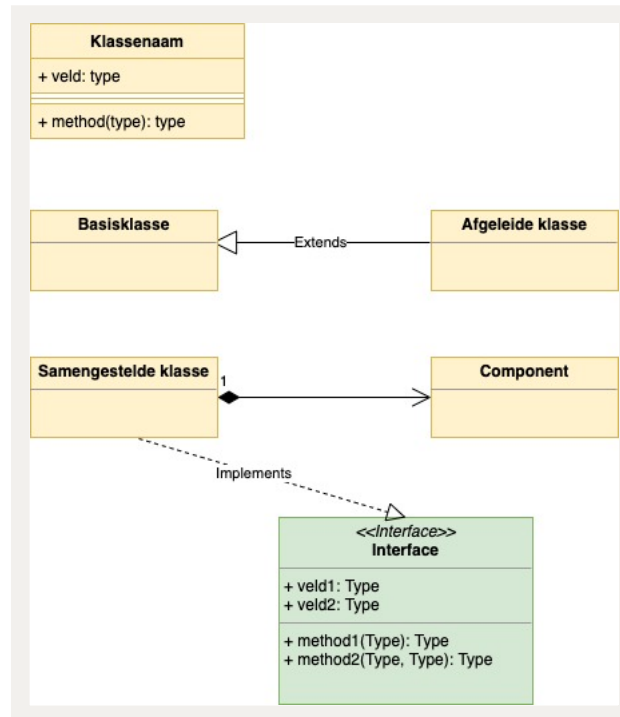 Klassenaam
+ veld: type
+ method(type): type
Basisklasse
Extends
Afgeleide klasse
Samengestelde klasse
1
Component
Implements
<<Interface>>
Interface
+ veld1: Type
+ veld2: Type
+ method1(Type): Type
+ method2(Type, Type): Type